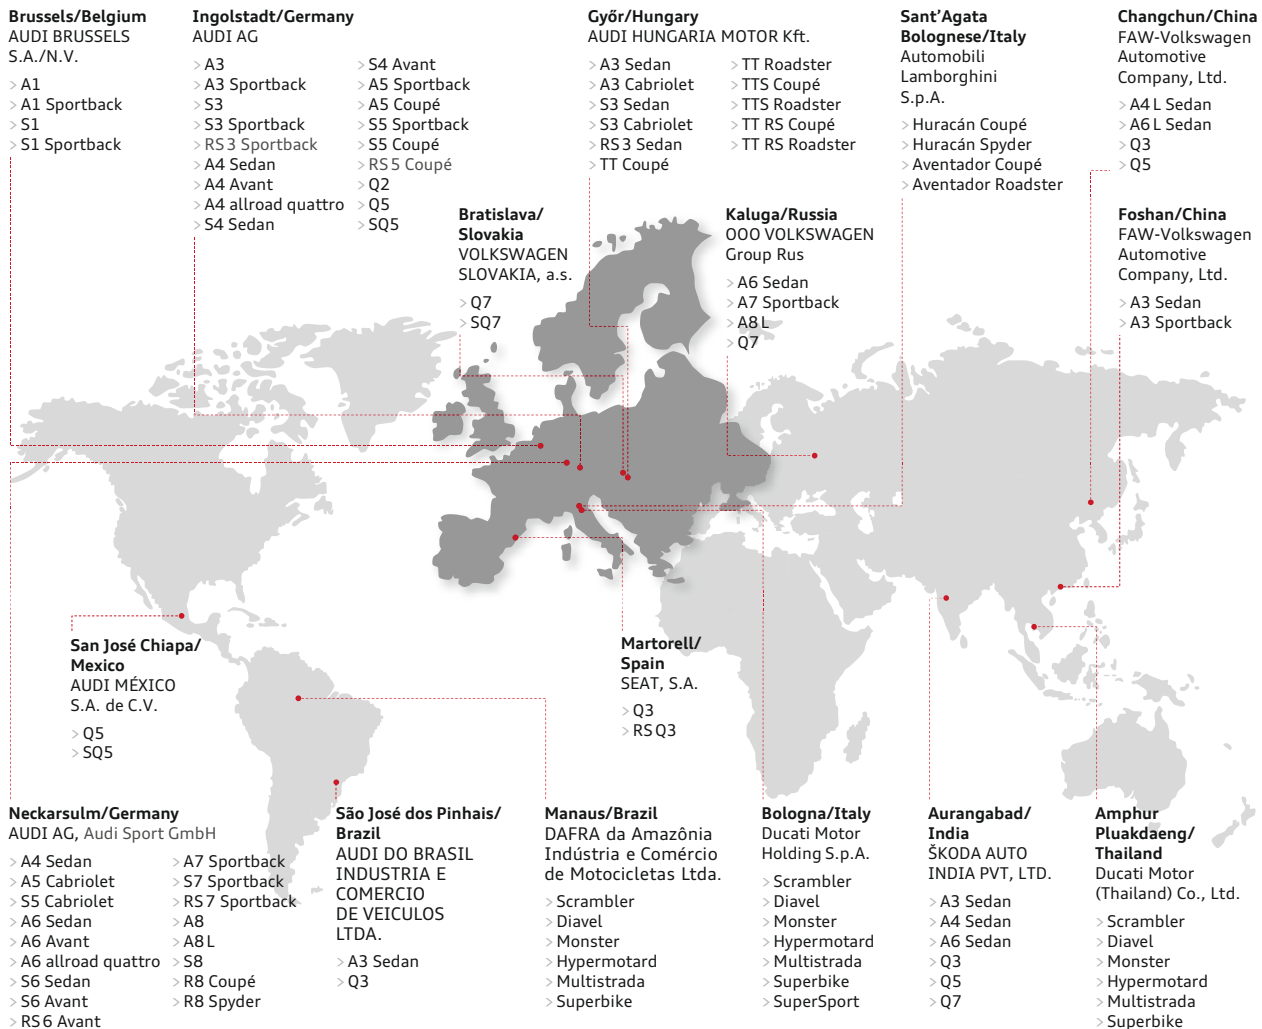 Brussels/Belgium
AUDI BRUSSELS
S.A./N.V.
> A1
> A1 Sportback
> S1
> S1 Sportback
Ingolstadt/Germany
AUDI AG
> A3
> A3 Sportback
> S3
> S3 Sportback
> RS 3 Sportback
> A4 Sedan
> A4 Avant
> A4 allroad quattro
> S4 Sedan
> S4 Avant
> A5 Sportback
> A5 Coupé
> S5 Sportback
> S5 Coupé
> RS 5 Coupé
> Q2
> Q5
> SQ5
Győr/Hungary
AUDI HUNGARIA MOTOR Kft.
> A3 Sedan
> A3 Cabriolet
> S3 Sedan
> S3 Cabriolet
> RS 3 Sedan
> TT Coupé
> TT Roadster
> TTS Coupé
> TTS Roadster
> TT RS Coupé
> TT RS Roadster
Sant'Agata
Bolognese/Italy
Automobili
Lamborghini
S.p.A.
> Huracán Coupé
> Huracán Spyder
> Aventador Coupé
> Aventador Roadster
Changchun/China
FAW-Volkswagen
Automotive
Company, Ltd.
> A4 L Sedan
> A6 L Sedan
> Q3
> Q5
Bratislava/
Slovakia
VOLKSWAGEN
SLOVAKIA, a.s.
> Q7
> SQ7
Kaluga/Russia
OOO VOLKSWAGEN
Group Rus
> A6 Sedan
> A7 Sportback
> A8 L
> Q7
Foshan/China
FAW-Volkswagen
Automotive
Company, Ltd.
> A3 Sedan
> A3 Sportback
San José Chiapa/
Mexico
AUDI MÉXICO
S.A. de C.V.
> Q5
> SQ5
Martorell/
Spain
SEAT, S.A.
> Q3
> RS Q3
Neckarsulm/Germany
AUDI AG, Audi Sport GmbH
> A4 Sedan
> A5 Cabriolet
> S5 Cabriolet
> A6 Sedan
> A6 Avant
> A6 allroad quattro
> S6 Sedan
> S6 Avant
> RS 6 Avant
> A7 Sportback
> S7 Sportback
> RS 7 Sportback
> A8
> A8 L
> S8
> R8 Coupé
> R8 Spyder
São José dos Pinhais/
Brazil
AUDI DO BRASIL
INDUSTRIA E
COMERCIO
DE VEICULOS
LTDA.
> A3 Sedan
> Q3
Manaus/Brazil
DAFRA da Amazônia
Indústria e Comércio
de Motocicletas Ltda.
> Scrambler
> Diavel
> Monster
> Hypermotard
> Multistrada
> Superbike
Bologna/Italy
Ducati Motor
Holding S.p.A.
> Scrambler
> Diavel
> Monster
> Hypermotard
> Multistrada
> Superbike
> SuperSport
Aurangabad/
India
ŠKODA AUTO
INDIA PVT, LTD.
> A3 Sedan
> A4 Sedan
> A6 Sedan
> Q3
> Q5
> Q7
Amphur
Pluakdaeng/
Thailand
Ducati Motor
(Thailand) Co., Ltd.
> Scrambler
> Diavel
> Monster
> Hypermotard
> Multistrada
> Superbike